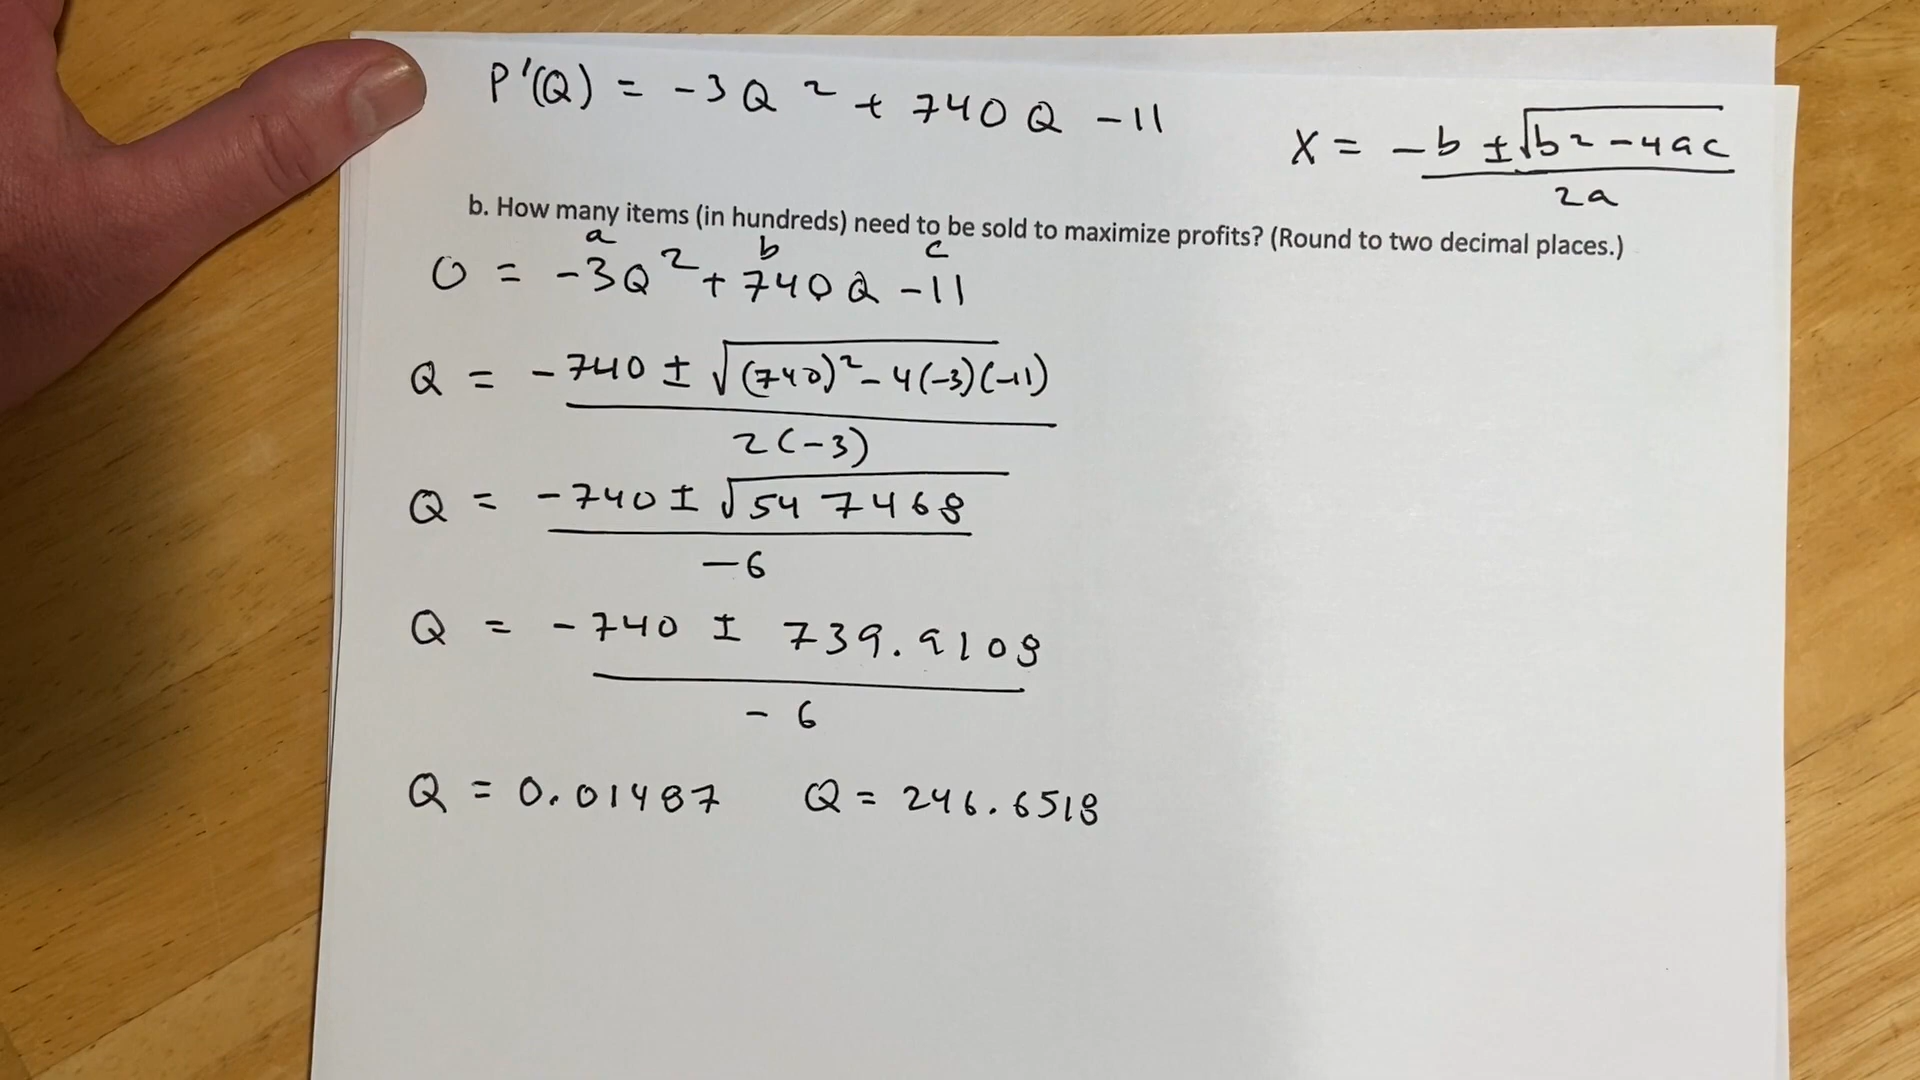 P'(Q) = -3Q² + 740Q - 11
X = -b ± √b² - 4ac
2a
b. How many items (in hundreds) need to be sold to maximize profits? (Round to two decimal places.)
a b c
0 = -3Q² + 740Q - 11
Q = -740 ± √(740)² - 4(-3)(-11)
2(-3)
Q = -740 ± √547468
-6
Q = -740 ± 739.9108
-6
Q = 0.01487 Q = 246.6518